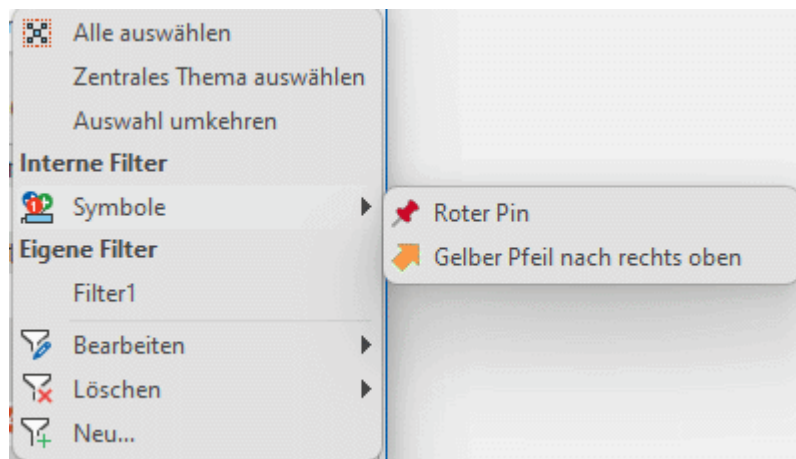 Alle auswählen
Zentrales Thema auswählen
Auswahl umkehren
Interne Filter
Symbole
Roter Pin
Gelber Pfeil nach rechts oben
Eigene Filter
Filter1
Bearbeiten
Löschen
Neu...